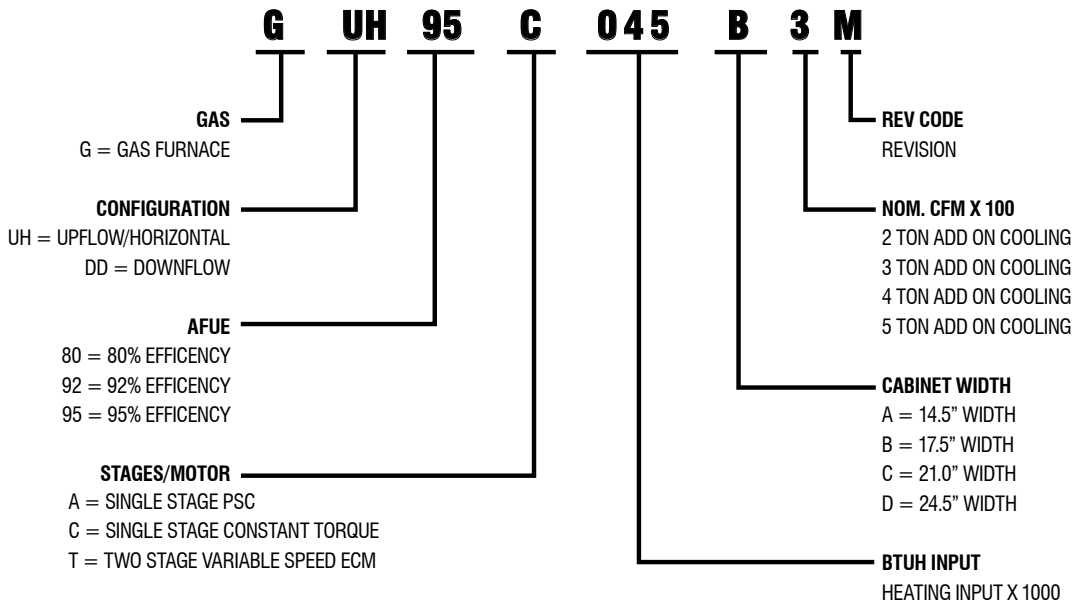 G UH 95 C 045 B 3 M
GAS
G = GAS FURNACE
CONFIGURATION
UH = UPFLOW/HORIZONTAL
DD = DOWNFLOW
AFUE
80 = 80% EFFICENCY
92 = 92% EFFICENCY
95 = 95% EFFICENCY
STAGES/MOTOR
A = SINGLE STAGE PSC
C = SINGLE STAGE CONSTANT TORQUE
T = TWO STAGE VARIABLE SPEED ECM
REV CODE
REVISION
NOM. CFM X 100
2 TON ADD ON COOLING
3 TON ADD ON COOLING
4 TON ADD ON COOLING
5 TON ADD ON COOLING
CABINET WIDTH
A = 14.5” WIDTH
B = 17.5” WIDTH
C = 21.0” WIDTH
D = 24.5” WIDTH
BTUH INPUT
HEATING INPUT X 1000